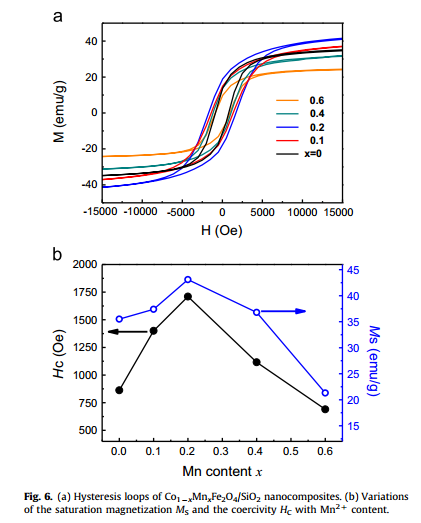 a
M (emu/g)
40
20
0
-20
-40
0.6
0.4
0.2
0.1
x=0
-15000 -10000 -5000 0 5000 10000 15000
H (Oe)
b
Hc (Oe)
2000
1750
1500
1250
1000
750
500
45
40
35
30
25
20
15
Ms (emu/g)
0.0 0.1 0.2 0.3 0.4 0.5 0.6
Mn content x
Fig. 6. (a) Hysteresis loops of Co₁₋ₓMnₓFe₂O₄/SiO₂ nanocomposites. (b) Variations
of the saturation magnetization Mₛ and the coercivity H_C with Mn²⁺ content.